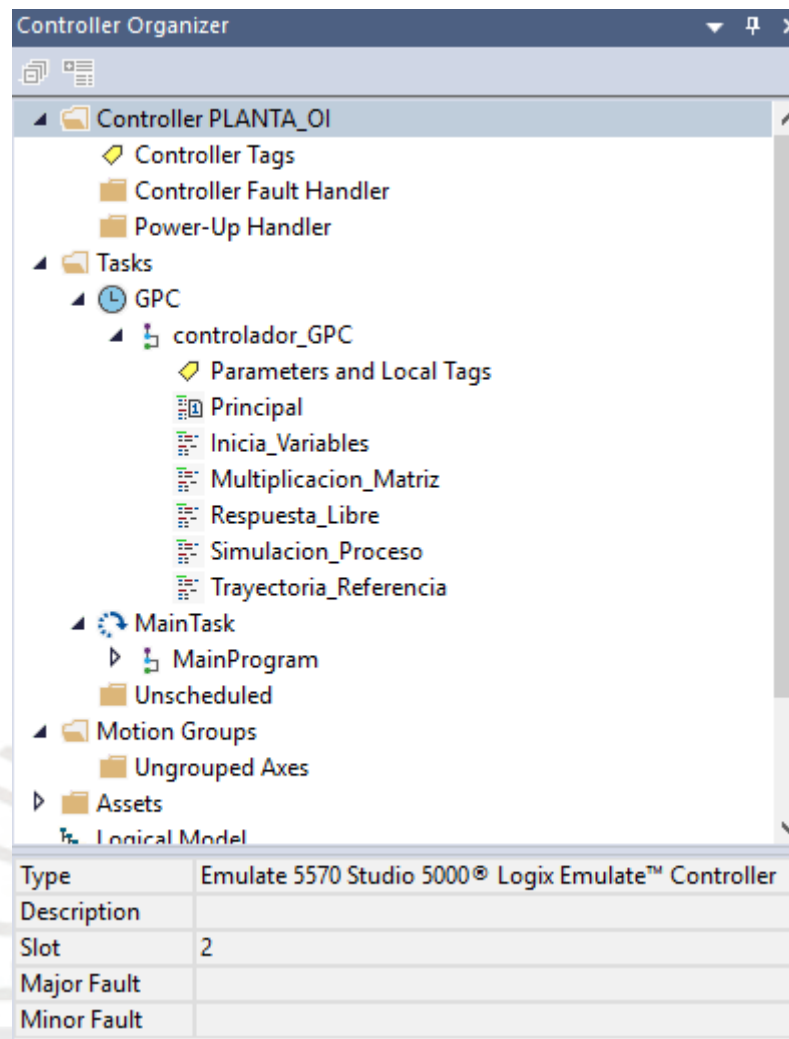 Controller Organizer
Controller PLANTA_OI
Controller Tags
Controller Fault Handler
Power-Up Handler
Tasks
GPC
controlador_GPC
Parameters and Local Tags
Principal
Inicia_Variables
Multiplicacion_Matriz
Respuesta_Libre
Simulacion_Proceso
Trayectoria_Referencia
MainTask
MainProgram
Unscheduled
Motion Groups
Ungrouped Axes
Assets
Logical Model
Type Emulate 5570 Studio 5000® Logix Emulate™ Controller
Description
Slot 2
Major Fault
Minor Fault